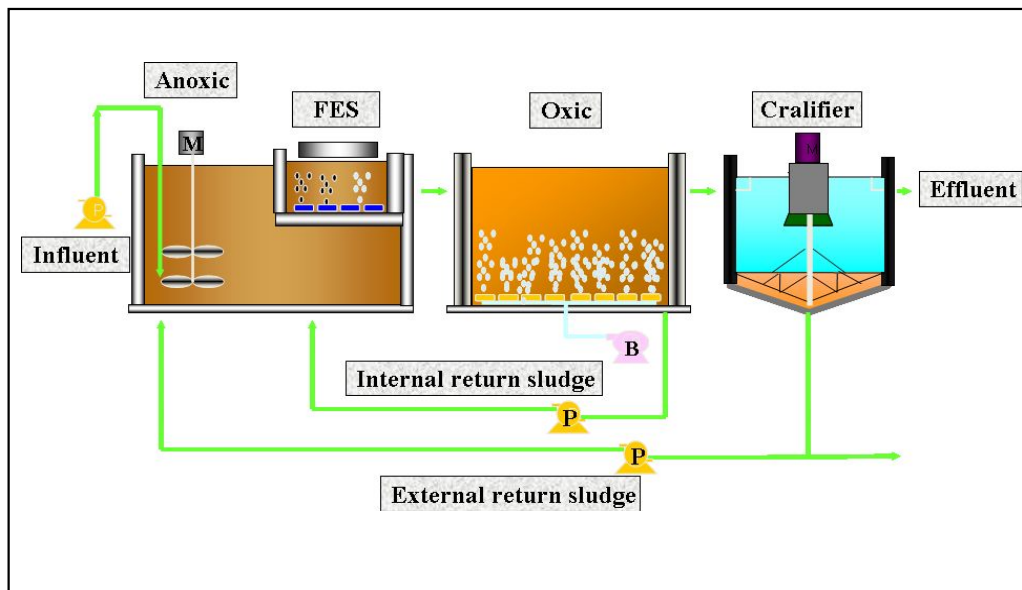 Anoxic
FES
Oxic
Cralifier
M
M
P
Influent
Effluent
B
Internal return sludge
P
P
External return sludge